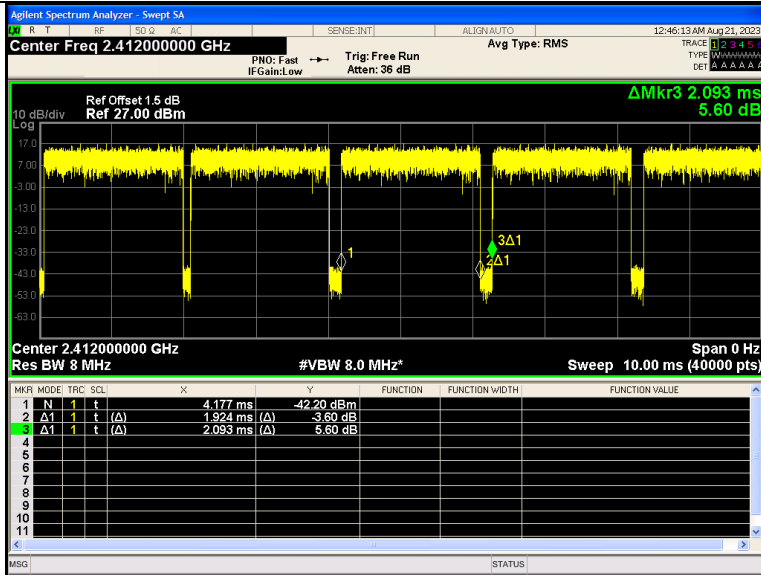 Agilent Spectrum Analyzer - Swept SA
LXI R T RF 50 Ω AC SENSE:INT ALIGN AUTO 12:46:13 AM Aug 21, 2023
Center Freq 2.412000000 GHz
PNO: Fast
IFGain:Low
Trig: Free Run
Atten: 36 dB
Avg Type: RMS
TRACE 1 2 3 4 5 6
TYPE
DET A A A A A A
ΔMkr3 2.093 ms
5.60 dB
Ref Offset 1.5 dB
10 dB/div Ref 27.00 dBm
Log
17.0
7.00
-3.00
-13.0
-23.0
-33.0
-43.0
-53.0
-63.0
1
3Δ1
2Δ1
Center 2.412000000 GHz Span 0 Hz
Res BW 8 MHz #VBW 8.0 MHz* Sweep 10.00 ms (40000 pts)
MKR MODE TRC SCL X Y FUNCTION FUNCTION WIDTH FUNCTION VALUE
1 N 1 t 4.177 ms -42.20 dBm
2 Δ1 1 t (Δ) 1.924 ms (Δ) -3.60 dB
3 Δ1 1 t (Δ) 2.093 ms (Δ) 5.60 dB
4
5
6
7
8
9
10
11
MSG STATUS